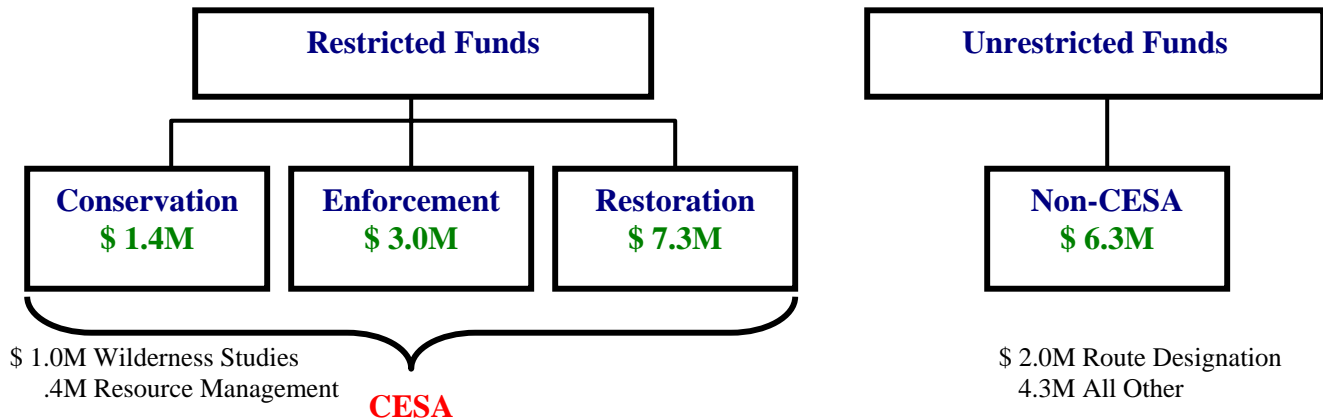 Restricted Funds
Unrestricted Funds
Conservation
$ 1.4M
Enforcement
$ 3.0M
Restoration
$ 7.3M
Non-CESA
$ 6.3M
$ 1.0M Wilderness Studies
.4M Resource Management
CESA
$ 2.0M Route Designation
4.3M All Other